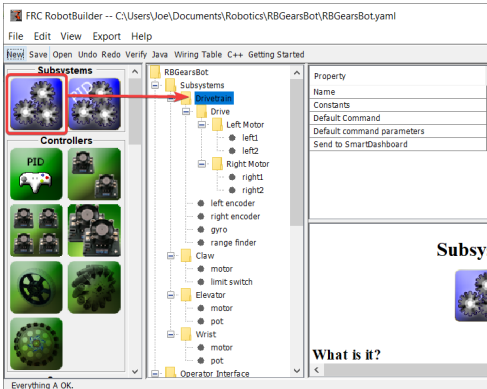 FRC RobotBuilder -- C:\Users\Joe\Documents\Robotics\RBGearsBot\RBGearsBot.yaml
File Edit View Export Help
New Save Open Undo Redo Verify Java Wiring Table C++ Getting Started
Subsystems
PID
Controllers
PID
RBGearsBot
Subsystems
Drivetrain
Drive
Left Motor
left1
left2
Right Motor
right1
right2
left encoder
right encoder
gyro
range finder
Claw
motor
limit switch
Elevator
motor
pot
Wrist
motor
pot
Operator Interface
Property
Name
Constants
Default Command
Default command parameters
Send to SmartDashboard
Subsy
What is it?
Everything A OK.